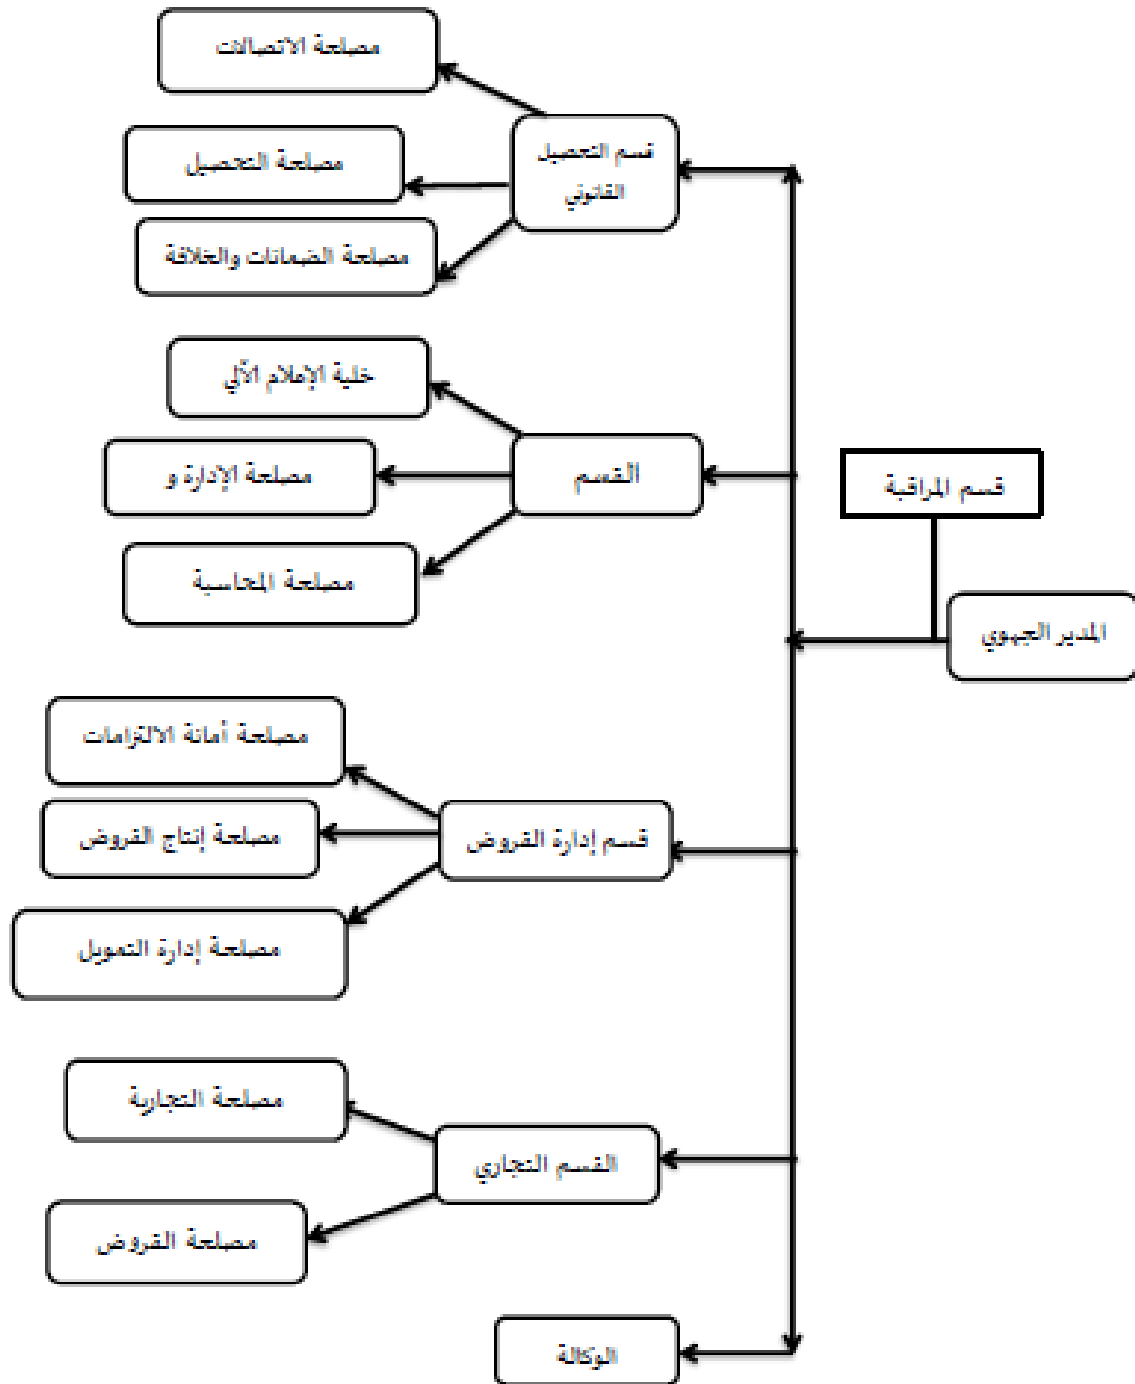 المدير الجهوي
قسم المراقبة
قسم التحصيل
القانوني
مصلحة الاتصالات
مصلحة التحصيل
مصلحة الضمانات والخلافة
القسم
خلية الإعلام الآلي
مصلحة الإدارة و
مصلحة المحاسبة
قسم إدارة القروض
مصلحة أمانة الالتزامات
مصلحة إنتاج القروض
مصلحة إدارة التمويل
القسم التجاري
مصلحة التجارية
مصلحة القروض
الوكالة